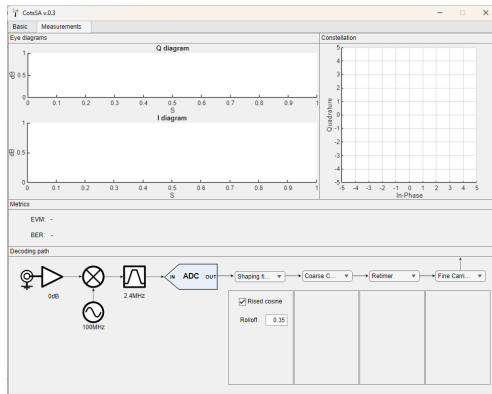 CotsSA v.0.3
Basic Measurements
Eye diagrams
Q diagram
1
dB
0.5
0
0 0.1 0.2 0.3 0.4 0.5 0.6 0.7 0.8 0.9 1
S
I diagram
1
dB
0.5
0
0 0.1 0.2 0.3 0.4 0.5 0.6 0.7 0.8 0.9 1
S
Constellation
5
4
3
2
1
0
-1
-2
-3
-4
-5
Quadrature
-5 -4 -3 -2 -1 0 1 2 3 4 5
In-Phase
Metrics
EVM: -
BER: -
Decoding path
0dB
100MHz
2.4MHz
IN ADC OUT
Shaping fi...
Coarse C...
Retimer
Fine Carri...
Rised cosine
Rolloff 0.35